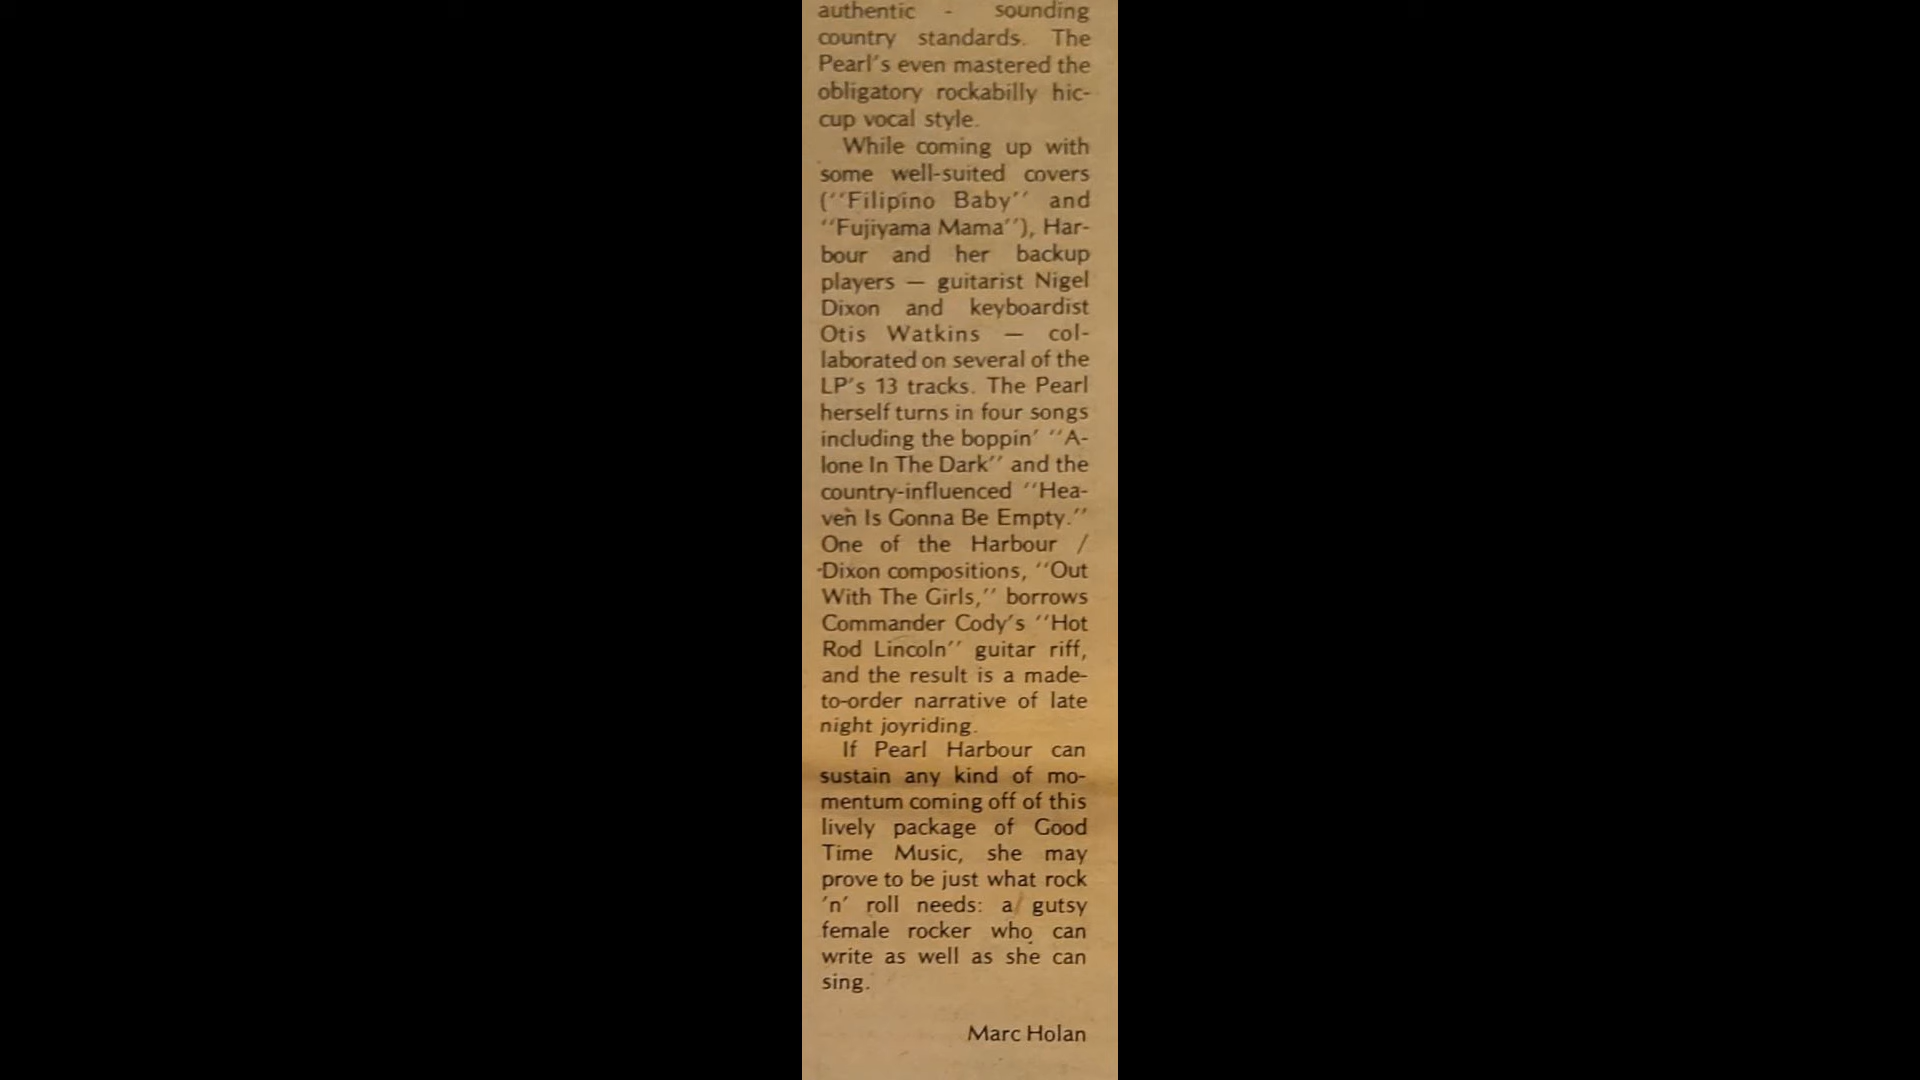 authentic - sounding
country standards. The
Pearl's even mastered the
obligatory rockabilly hic-
cup vocal style.
While coming up with
some well-suited covers
(''Filipino Baby'' and
''Fujiyama Mama''), Har-
bour and her backup
players — guitarist Nigel
Dixon and keyboardist
Otis Watkins — col-
laborated on several of the
LP's 13 tracks. The Pearl
herself turns in four songs
including the boppin' ''A-
lone In The Dark'' and the
country-influenced ''Hea-
ven Is Gonna Be Empty.''
One of the Harbour /
Dixon compositions, ''Out
With The Girls,'' borrows
Commander Cody's ''Hot
Rod Lincoln'' guitar riff,
and the result is a made-
to-order narrative of late
night joyriding.
If Pearl Harbour can
sustain any kind of mo-
mentum coming off of this
lively package of Good
Time Music, she may
prove to be just what rock
'n' roll needs: a gutsy
female rocker who can
write as well as she can
sing.
Marc Holan